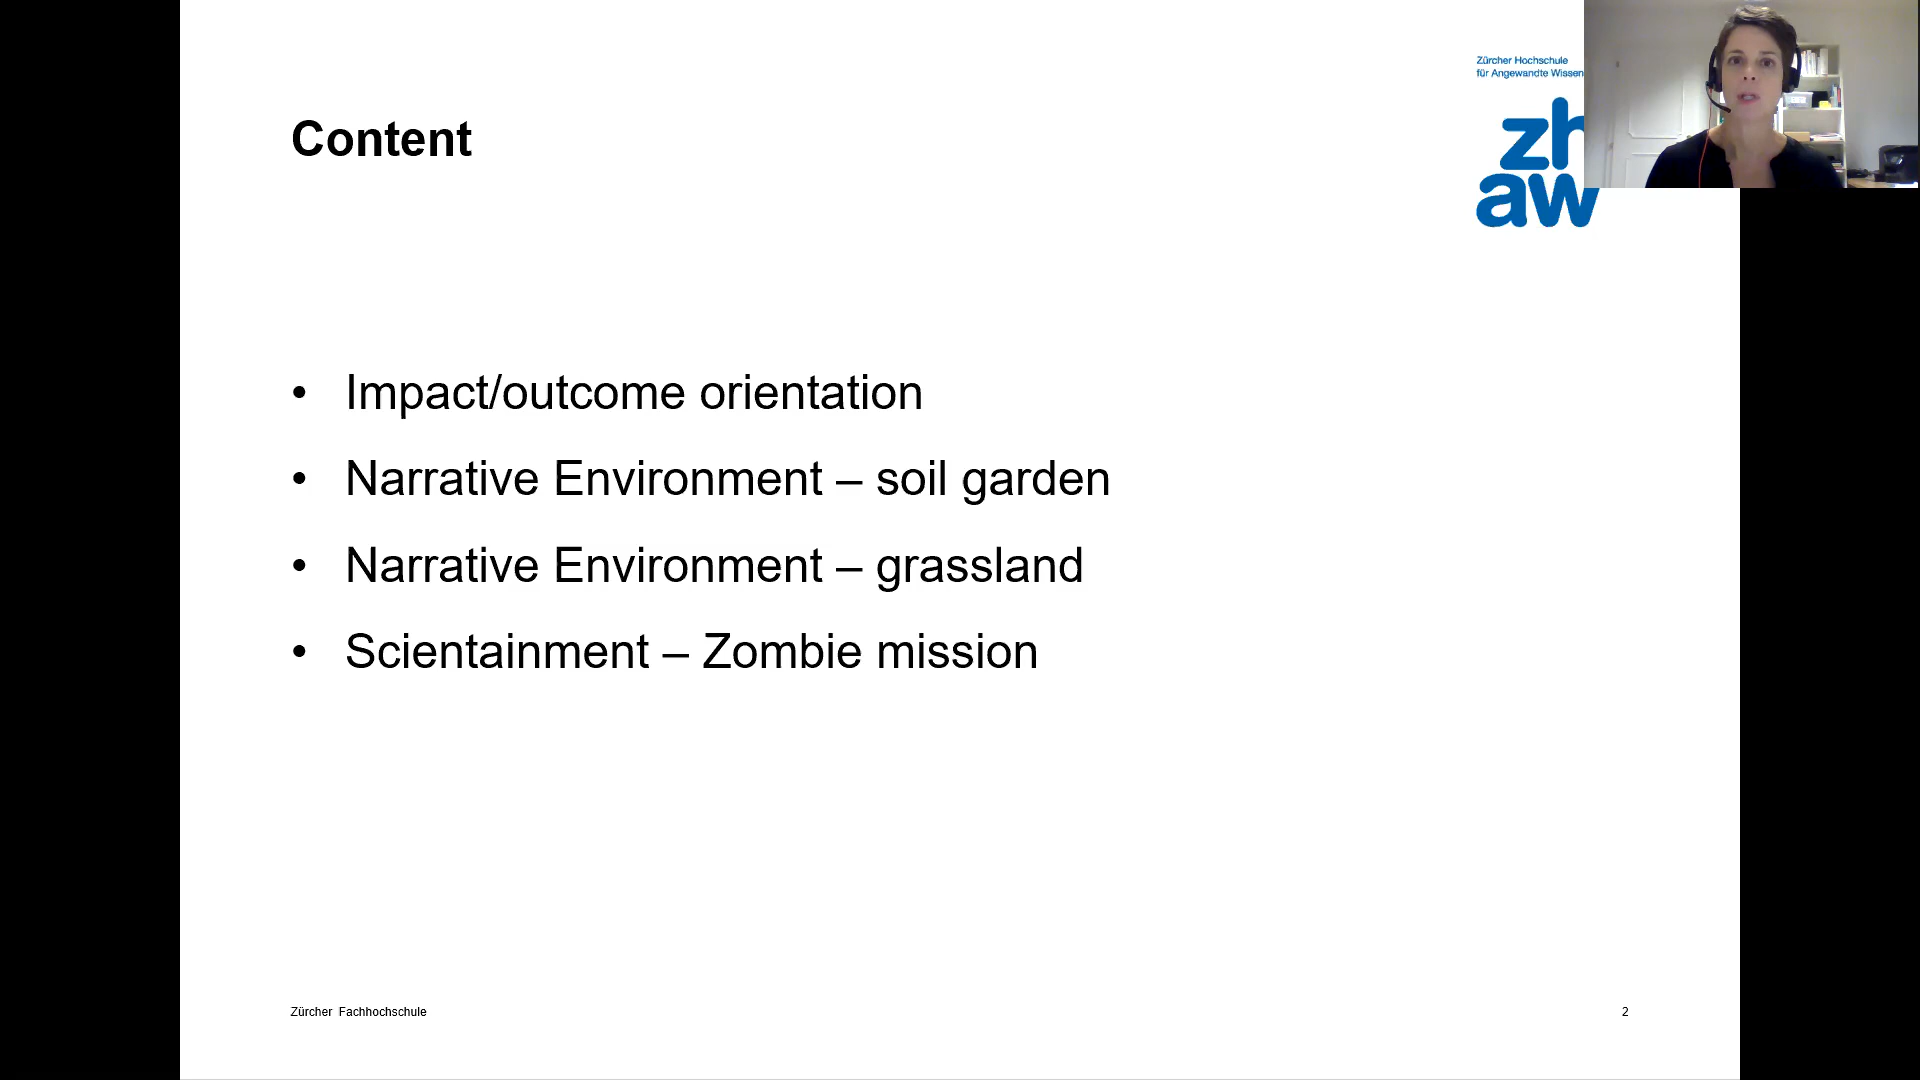 Zürcher Hochschule
für Angewandte Wissen
zh
aw
Content
• Impact/outcome orientation
• Narrative Environment – soil garden
• Narrative Environment – grassland
• Scientainment – Zombie mission
Zürcher Fachhochschule
2